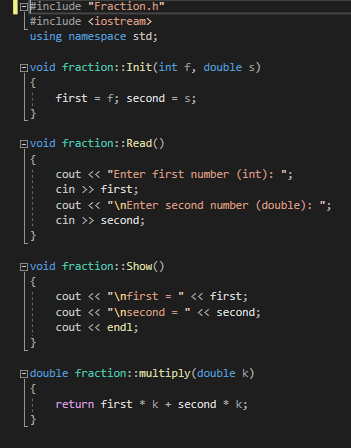 #include "Fraction.h"
#include <iostream>
using namespace std;
void fraction::Init(int f, double s)
{
first = f; second = s;
}
void fraction::Read()
{
cout << "Enter first number (int): ";
cin >> first;
cout << "\nEnter second number (double): ";
cin >> second;
}
void fraction::Show()
{
cout << "\nfirst = " << first;
cout << "\nsecond = " << second;
cout << endl;
}
double fraction::multiply(double k)
{
return first * k + second * k;
}